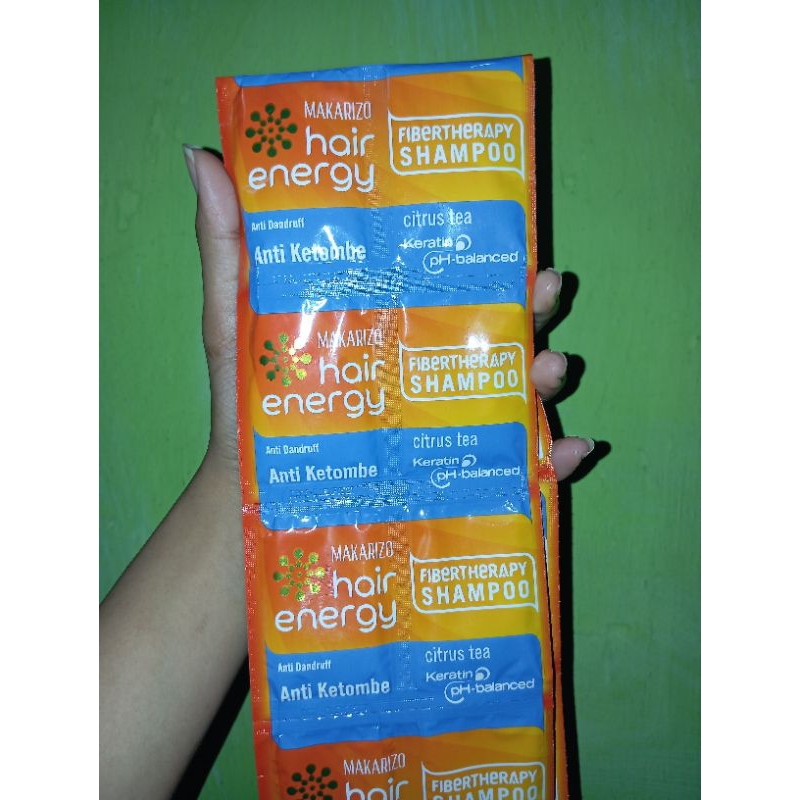 MAKARIZO
hair
energy
FIBERTHERAPY
SHAMPOO
Anti Dandruff
Anti Ketombe
citrus tea
Keratin
pH-balanced
MAKARIZO
hair
energy
FIBERTHERAPY
SHAMPOO
Anti Dandruff
Anti Ketombe
citrus tea
Keratin
pH-balanced
MAKARIZO
hair
energy
FIBERTHERAPY
SHAMPOO
Anti Dandruff
Anti Ketombe
citrus tea
Keratin
pH-balanced
MAKARIZO
hair
FIBERTHERAPY
SHAMPOO